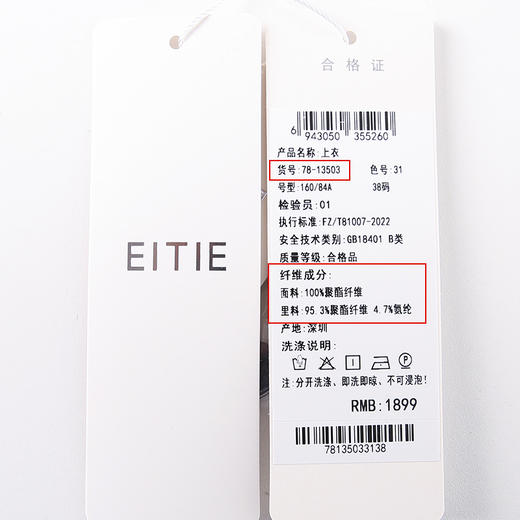 EITIE
合格证
6 943050 355260
产品名称:上衣
货号:78-13503 色号:31
号型:160/84A 38码
检验员:01
执行标准:FZ/T81007-2022
安全技术类别:GB18401 B类
质量等级:合格品
纤维成分:
面料:100%聚酯纤维
里料:95.3%聚酯纤维 4.7%氨纶
产地:深圳
洗涤说明:
注:分开洗涤、即洗即晾、不可浸泡!
RMB:1899
78135033138